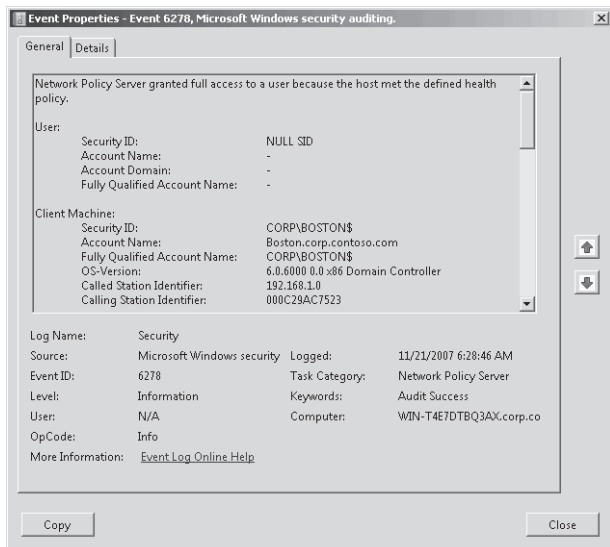 Event Properties - Event 6278, Microsoft Windows security auditing.
General
Details
Network Policy Server granted full access to a user because the host met the defined health
policy.
User:
Security ID: NULL SID
Account Name: -
Account Domain: -
Fully Qualified Account Name: -
Client Machine:
Security ID: CORP\BOSTON$
Account Name: Boston.corp.contoso.com
Fully Qualified Account Name: CORP\BOSTON$
OS-Version: 6.0.6000 0.0 x86 Domain Controller
Called Station Identifier: 192.168.1.0
Calling Station Identifier: 000C29AC7523
Log Name: Security
Source: Microsoft Windows security Logged: 11/21/2007 6:28:46 AM
Event ID: 6278 Task Category: Network Policy Server
Level: Information Keywords: Audit Success
User: N/A Computer: WIN-T4E7DTBQ3AX.corp.co
OpCode: Info
More Information: Event Log Online Help
Copy
Close